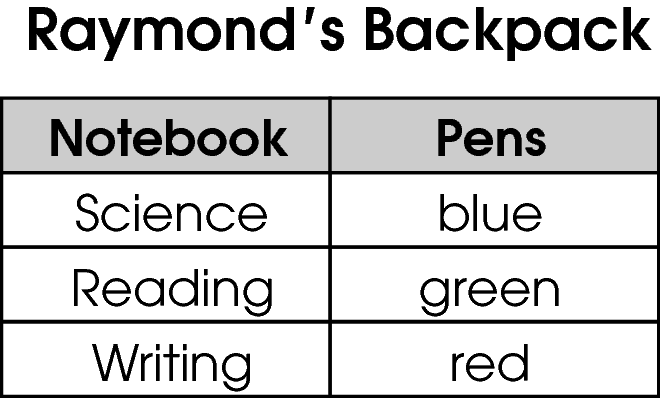 Raymond's Backpack
Notebook Pens
Science blue
Reading green
Writing red